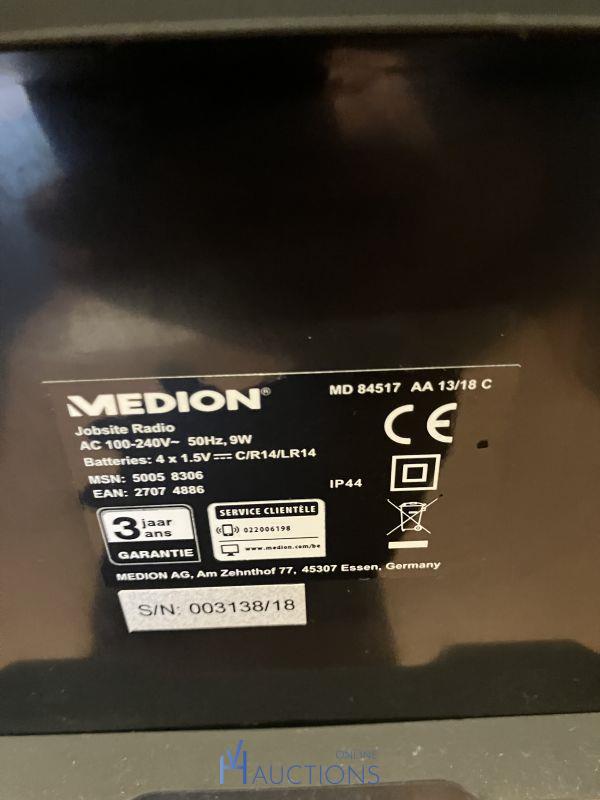 MEDION® MD 84517 AA 13/18 C
Jobsite Radio
AC 100-240V~ 50Hz, 9W
Batteries: 4 x 1.5V⎓ C/R14/LR14
MSN: 5005 8306
EAN: 2707 4886
CE
IP44
3 jaar
ans
GARANTIE
SERVICE CLIENTÈLE
022006198
www.medion.com/be
MEDION AG, Am Zehnthof 77, 45307 Essen, Germany
S/N: 003138/18
V4 ONLINE
AUCTIONS